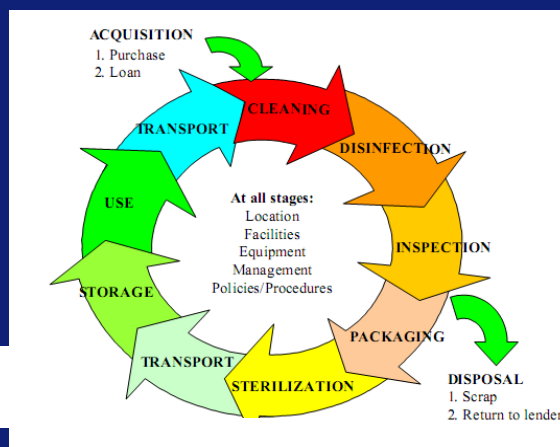 ACQUISITION
1. Purchase
2. Loan
CLEANING
DISINFECTION
INSPECTION
PACKAGING
STERILIZATION
TRANSPORT
STORAGE
USE
TRANSPORT
At all stages:
Location
Facilities
Equipment
Management
Policies/Procedures
DISPOSAL
1. Scrap
2. Return to lender